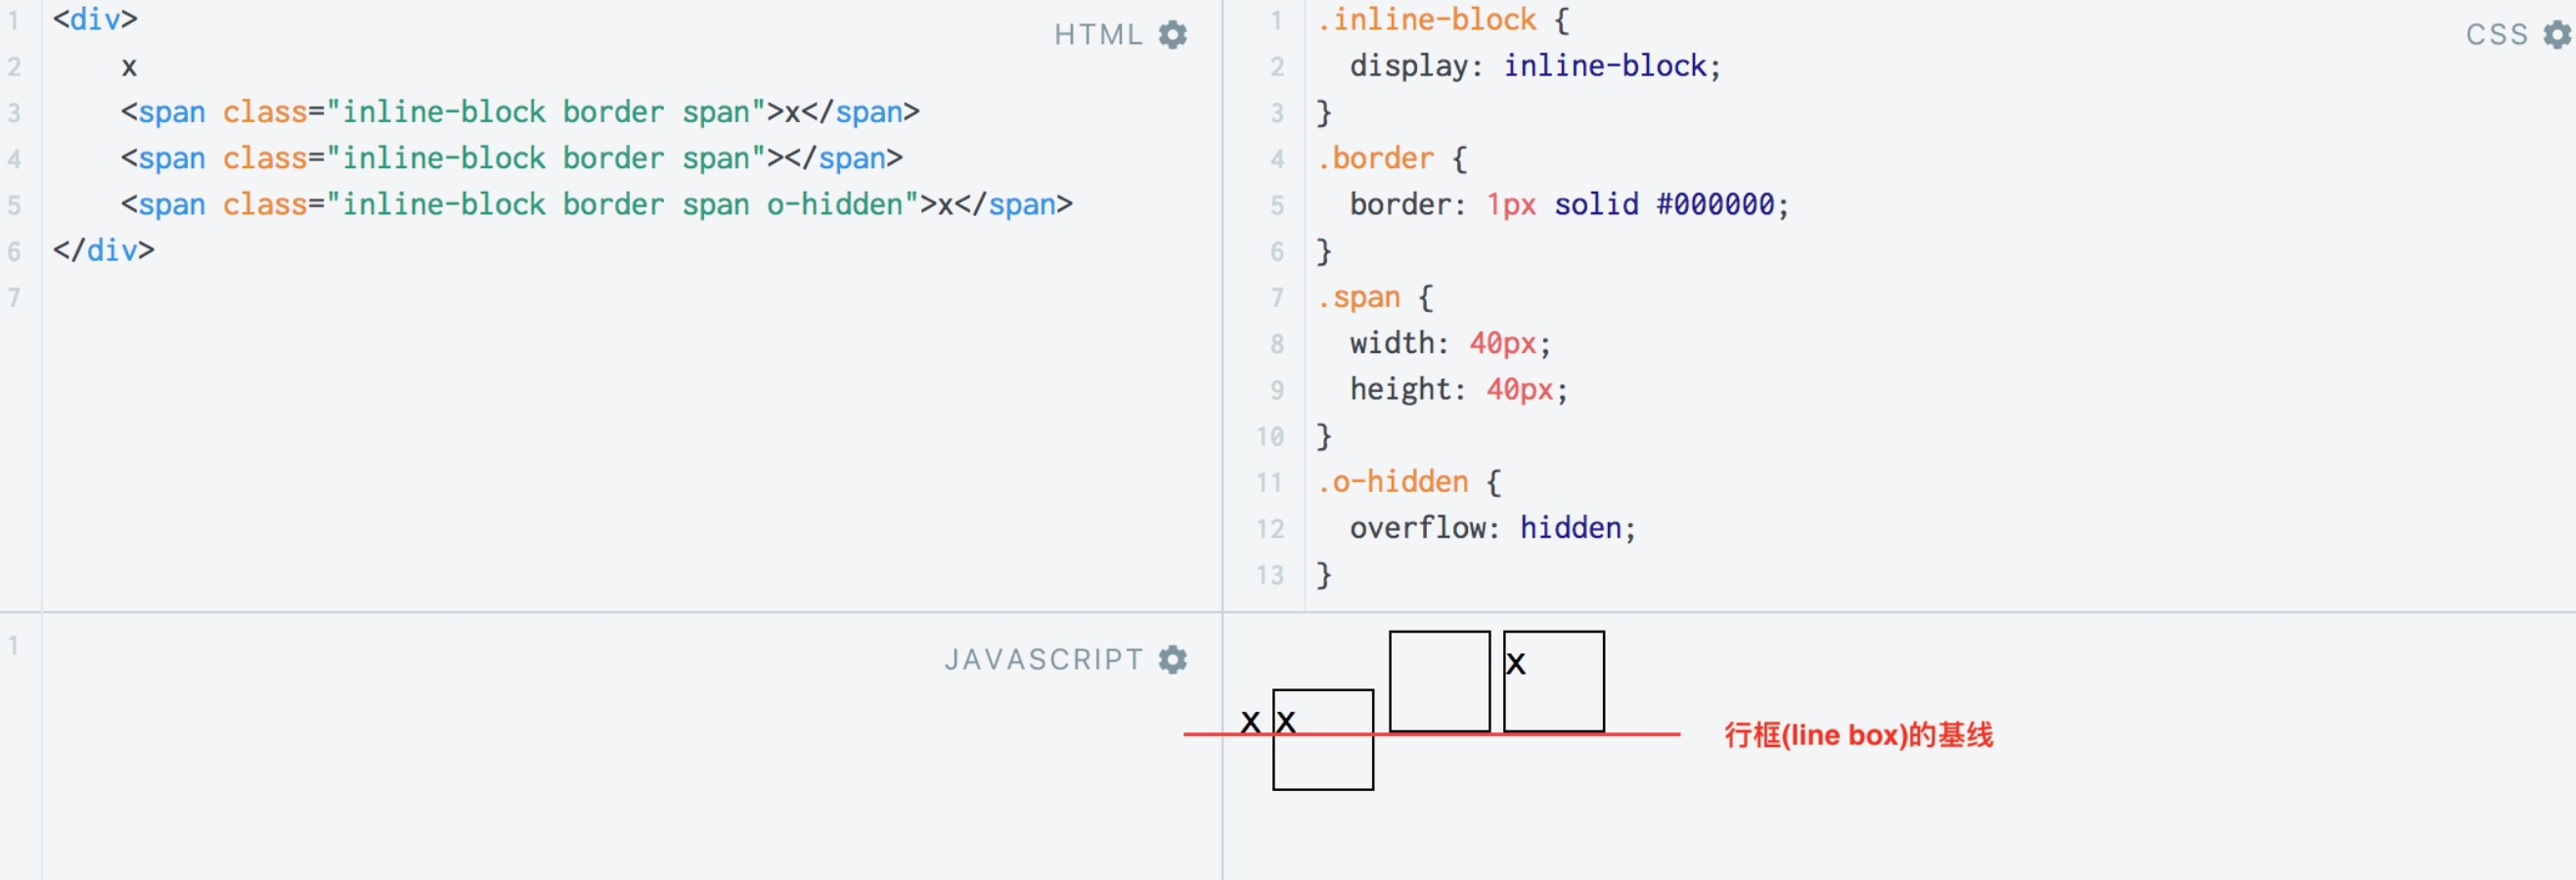 HTML
1 <div>
2 x
3 <span class="inline-block border span">x</span>
4 <span class="inline-block border span"></span>
5 <span class="inline-block border span o-hidden">x</span>
6 </div>
7
CSS
1 .inline-block {
2 display: inline-block;
3 }
4 .border {
5 border: 1px solid #000000;
6 }
7 .span {
8 width: 40px;
9 height: 40px;
10 }
11 .o-hidden {
12 overflow: hidden;
13 }
JAVASCRIPT
1
x x x
行框(line box)的基线